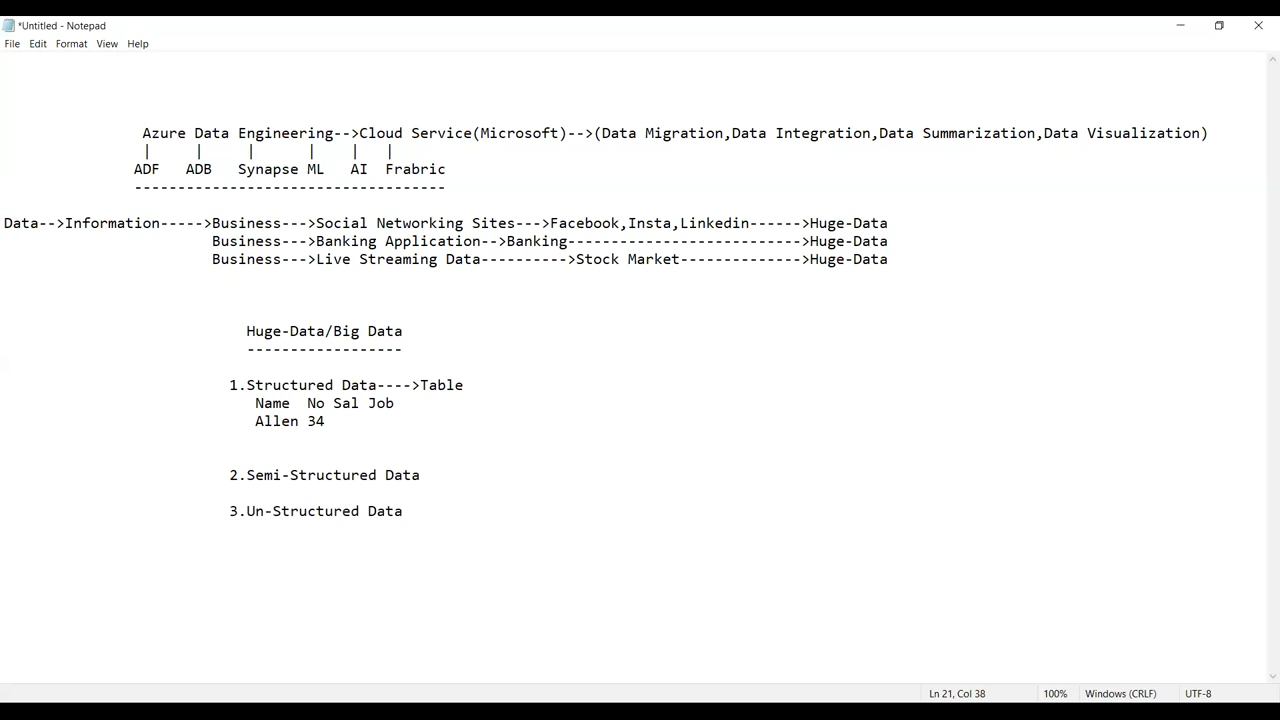 *Untitled - Notepad
File Edit Format View Help
Azure Data Engineering-->Cloud Service(Microsoft)-->(Data Migration,Data Integration,Data Summarization,Data Visualization)
| | | | | |
ADF ADB Synapse ML AI Frabric
------------------------------------
Data-->Information----->Business--->Social Networking Sites--->Facebook,Insta,Linkedin------>Huge-Data
Business--->Banking Application-->Banking--------------------------->Huge-Data
Business--->Live Streaming Data---------->Stock Market-------------->Huge-Data
Huge-Data/Big Data
------------------
1.Structured Data---->Table
Name No Sal Job
Allen 34
2.Semi-Structured Data
3.Un-Structured Data
Ln 21, Col 38 100% Windows (CRLF) UTF-8